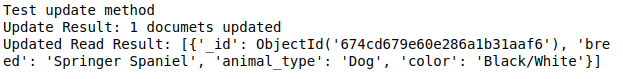 Test update method
Update Result: 1 documets updated
Updated Read Result: [{'_id': ObjectId('674cd679e60e286a1b31aaf6'), 'bre
ed': 'Springer Spaniel', 'animal_type': 'Dog', 'color': 'Black/White'}]